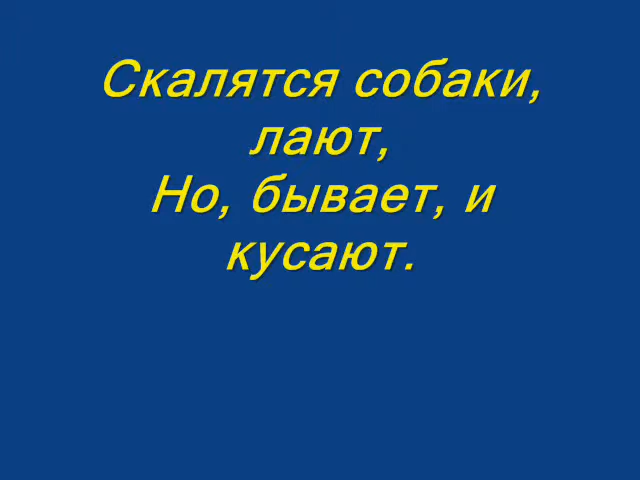 Скалятся собаки,
лают,
Но, бывает, и
кусают.